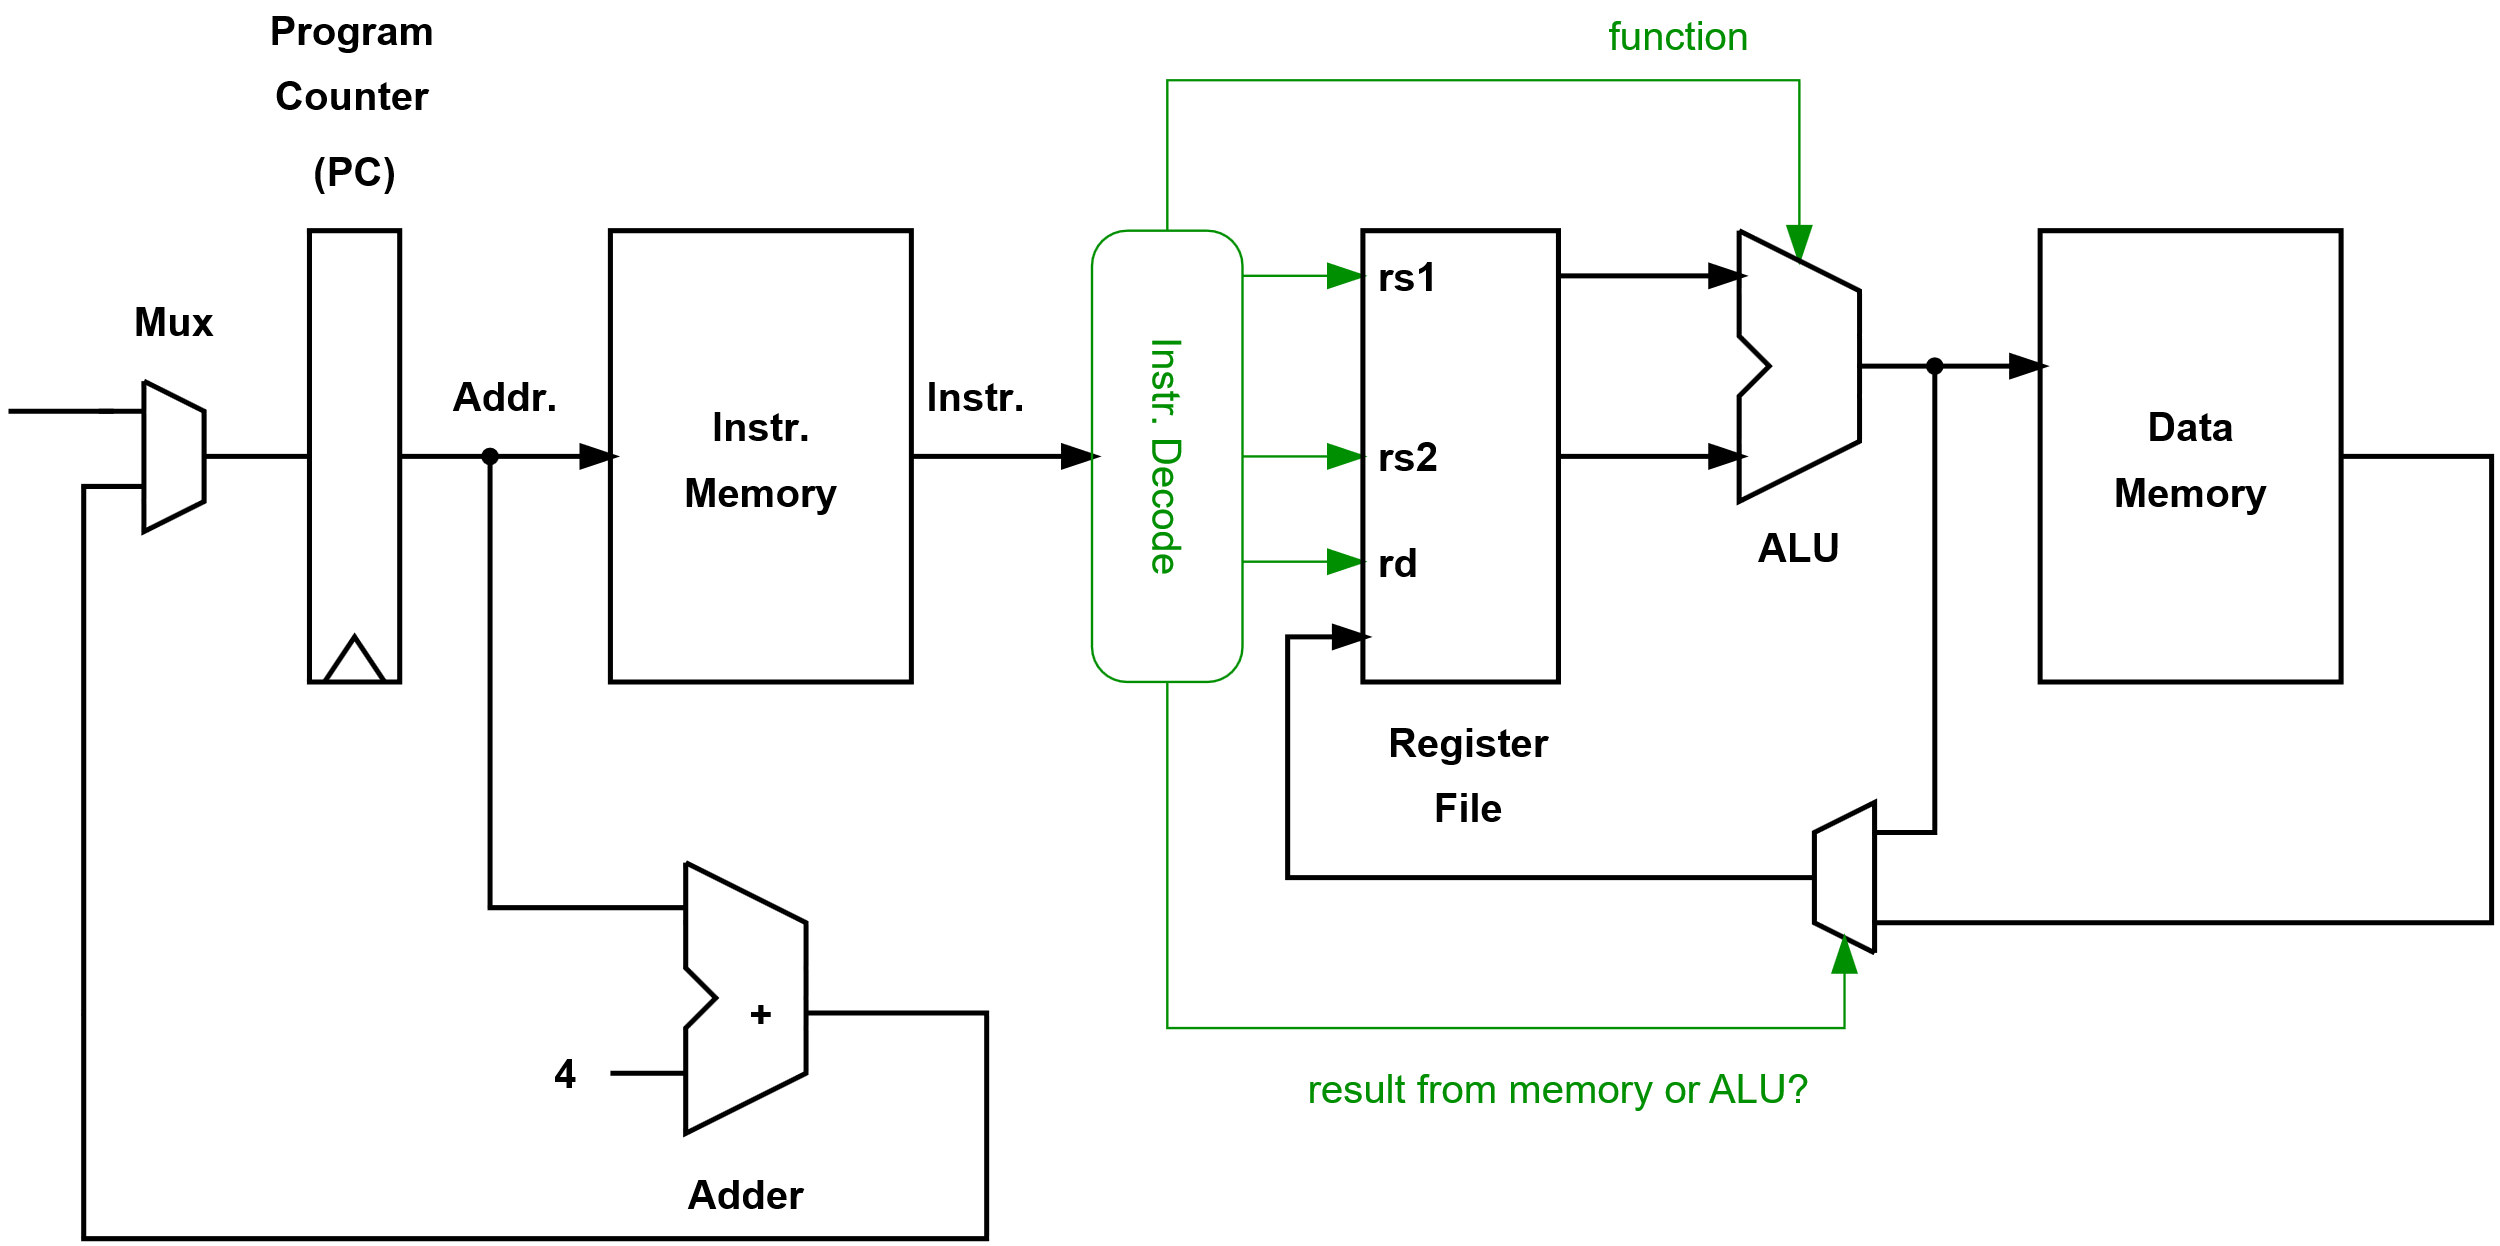 Program
Counter
(PC)
function
Mux
Addr.
Instr.
Memory
Instr.
Instr. Decode
rs1
rs2
rd
Register
File
ALU
Data
Memory
+
4
Adder
result from memory or ALU?